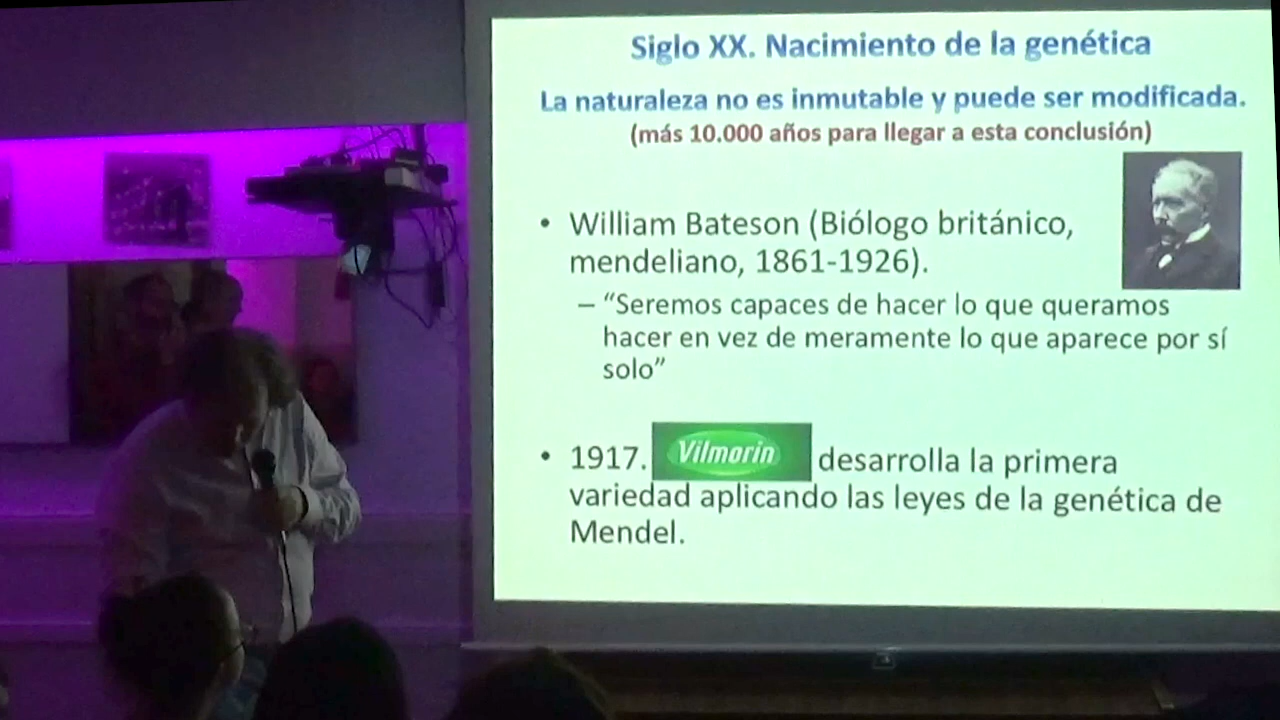 Siglo XX. Nacimiento de la genética
La naturaleza no es inmutable y puede ser modificada.
(más 10.000 años para llegar a esta conclusión)
• William Bateson (Biólogo británico,
mendeliano, 1861-1926).
– “Seremos capaces de hacer lo que queramos
hacer en vez de meramente lo que aparece por sí
solo”
• 1917. Vilmorin desarrolla la primera
variedad aplicando las leyes de la genética de
Mendel.